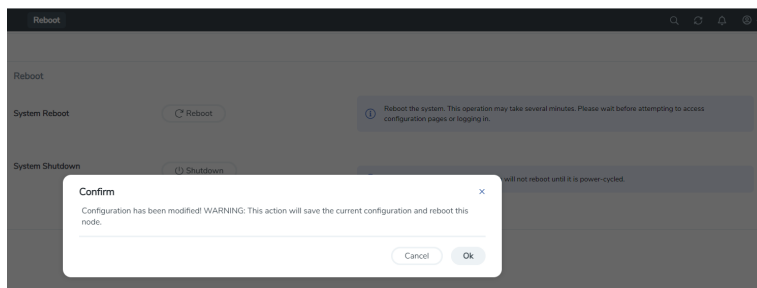 Reboot
Reboot
System Reboot
Reboot
Reboot the system. This operation may take several minutes. Please wait before attempting to access
configuration pages or logging in.
System Shutdown
Shutdown
will not reboot until it is power-cycled.
Confirm
Configuration has been modified! WARNING: This action will save the current configuration and reboot this
node.
Cancel
Ok